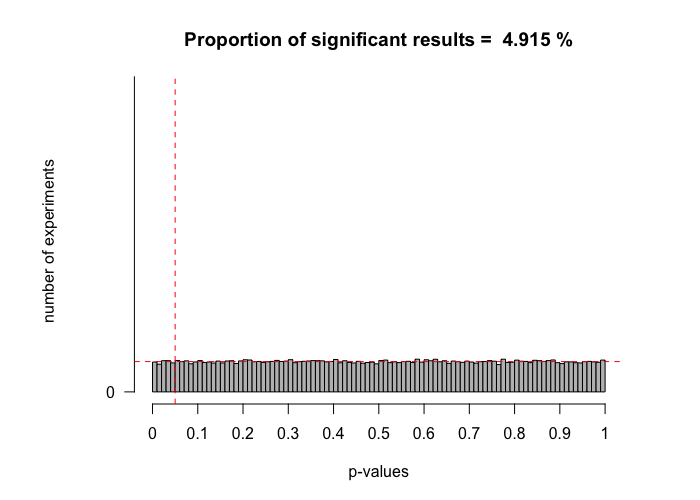 Proportion of significant results =  4.915 %
number of experiments
0
0 0.1 0.2 0.3 0.4 0.5 0.6 0.7 0.8 0.9 1
p-values